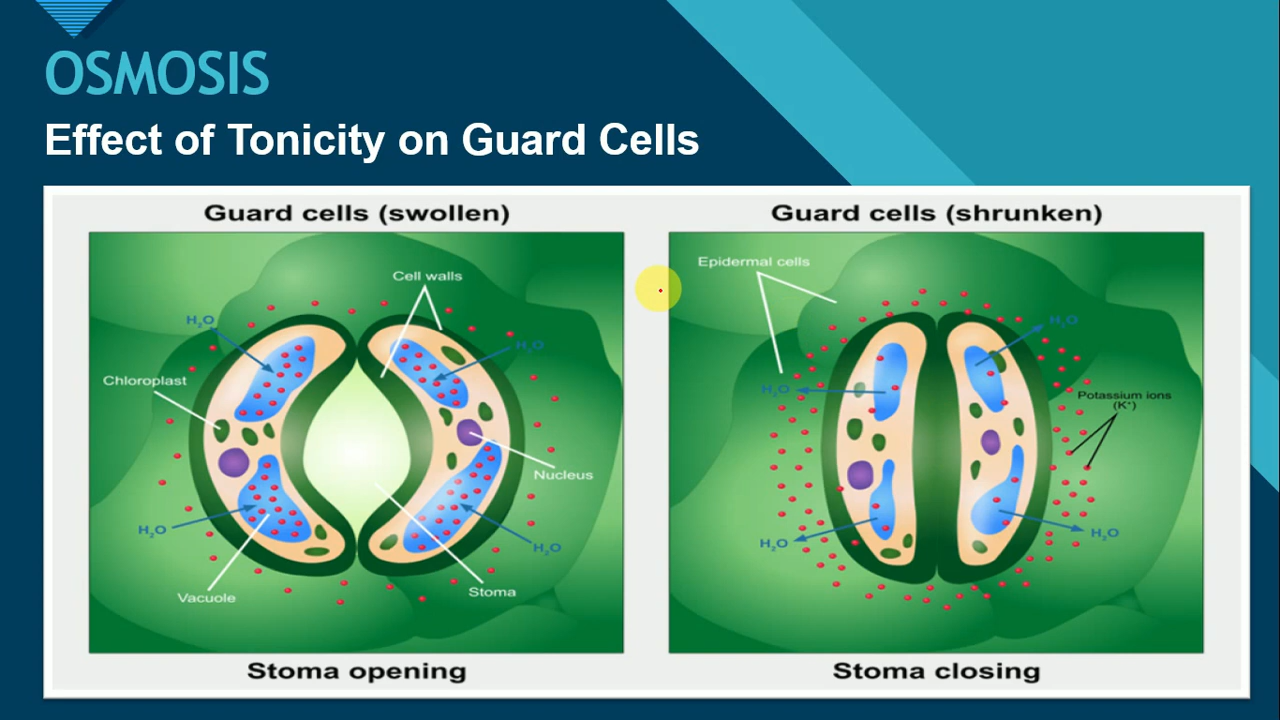 OSMOSIS
Effect of Tonicity on Guard Cells
Guard cells (swollen)
Cell walls
H₂O
H₂O
Chloroplast
Nucleus
H₂O
H₂O
Vacuole
Stoma
Stoma opening
Guard cells (shrunken)
Epidermal cells
H₂O
H₂O
Potassium ions
(K⁺)
H₂O
H₂O
Stoma closing